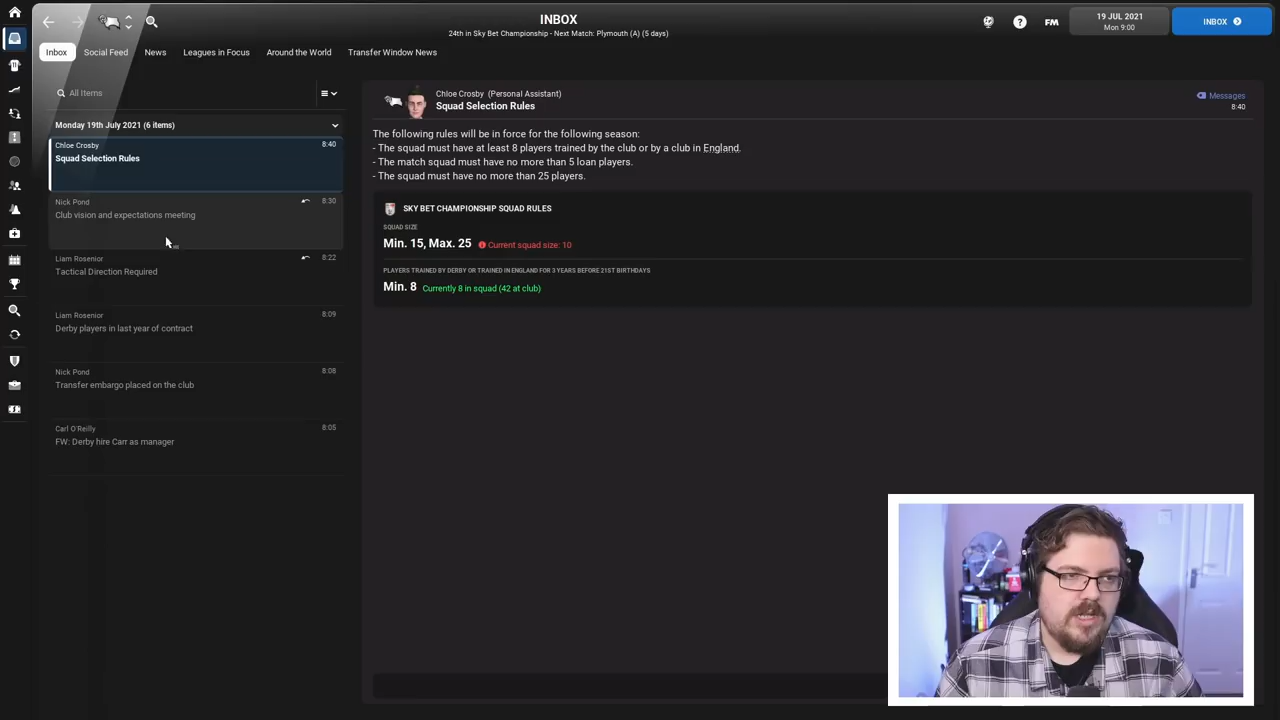 INBOX
24th in Sky Bet Championship - Next Match: Plymouth (A) (5 days)
?
FM
19 JUL 2021
Mon 9:00
INBOX
Inbox
Social Feed
News
Leagues in Focus
Around the World
Transfer Window News
All Items
Monday 19th July 2021 (6 items)
Chloe Crosby 8:40
Squad Selection Rules
Nick Pond 8:30
Club vision and expectations meeting
Liam Rosenior 8:22
Tactical Direction Required
Liam Rosenior 8:09
Derby players in last year of contract
Nick Pond 8:08
Transfer embargo placed on the club
Carl O'Reilly 8:05
FW: Derby hire Carr as manager
Chloe Crosby (Personal Assistant)
Squad Selection Rules
Messages
8:40
The following rules will be in force for the following season:
- The squad must have at least 8 players trained by the club or by a club in England.
- The match squad must have no more than 5 loan players.
- The squad must have no more than 25 players.
SKY BET CHAMPIONSHIP SQUAD RULES
SQUAD SIZE
Min. 15, Max. 25 Current squad size: 10
PLAYERS TRAINED BY DERBY OR TRAINED IN ENGLAND FOR 3 YEARS BEFORE 21ST BIRTHDAYS
Min. 8 Currently 8 in squad (42 at club)